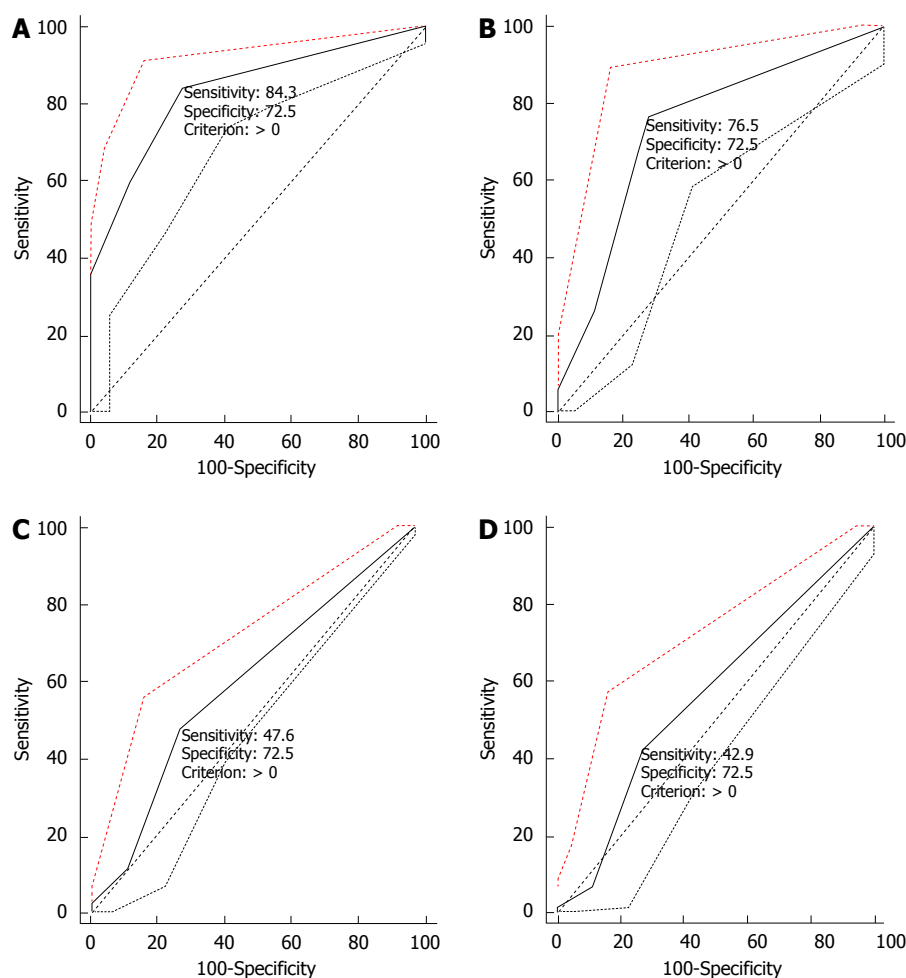 A
100
80
60
40
20
0
Sensitivity
Sensitivity: 84.3
Specificity: 72.5
Criterion: > 0
0 20 40 60 80 100
100-Specificity
B
100
80
60
40
20
0
Sensitivity
Sensitivity: 76.5
Specificity: 72.5
Criterion: > 0
0 20 40 60 80 100
100-Specificity
C
100
80
60
40
20
0
Sensitivity
Sensitivity: 47.6
Specificity: 72.5
Criterion: > 0
0 20 40 60 80 100
100-Specificity
D
100
80
60
40
20
0
Sensitivity
Sensitivity: 42.9
Specificity: 72.5
Criterion: > 0
0 20 40 60 80 100
100-Specificity